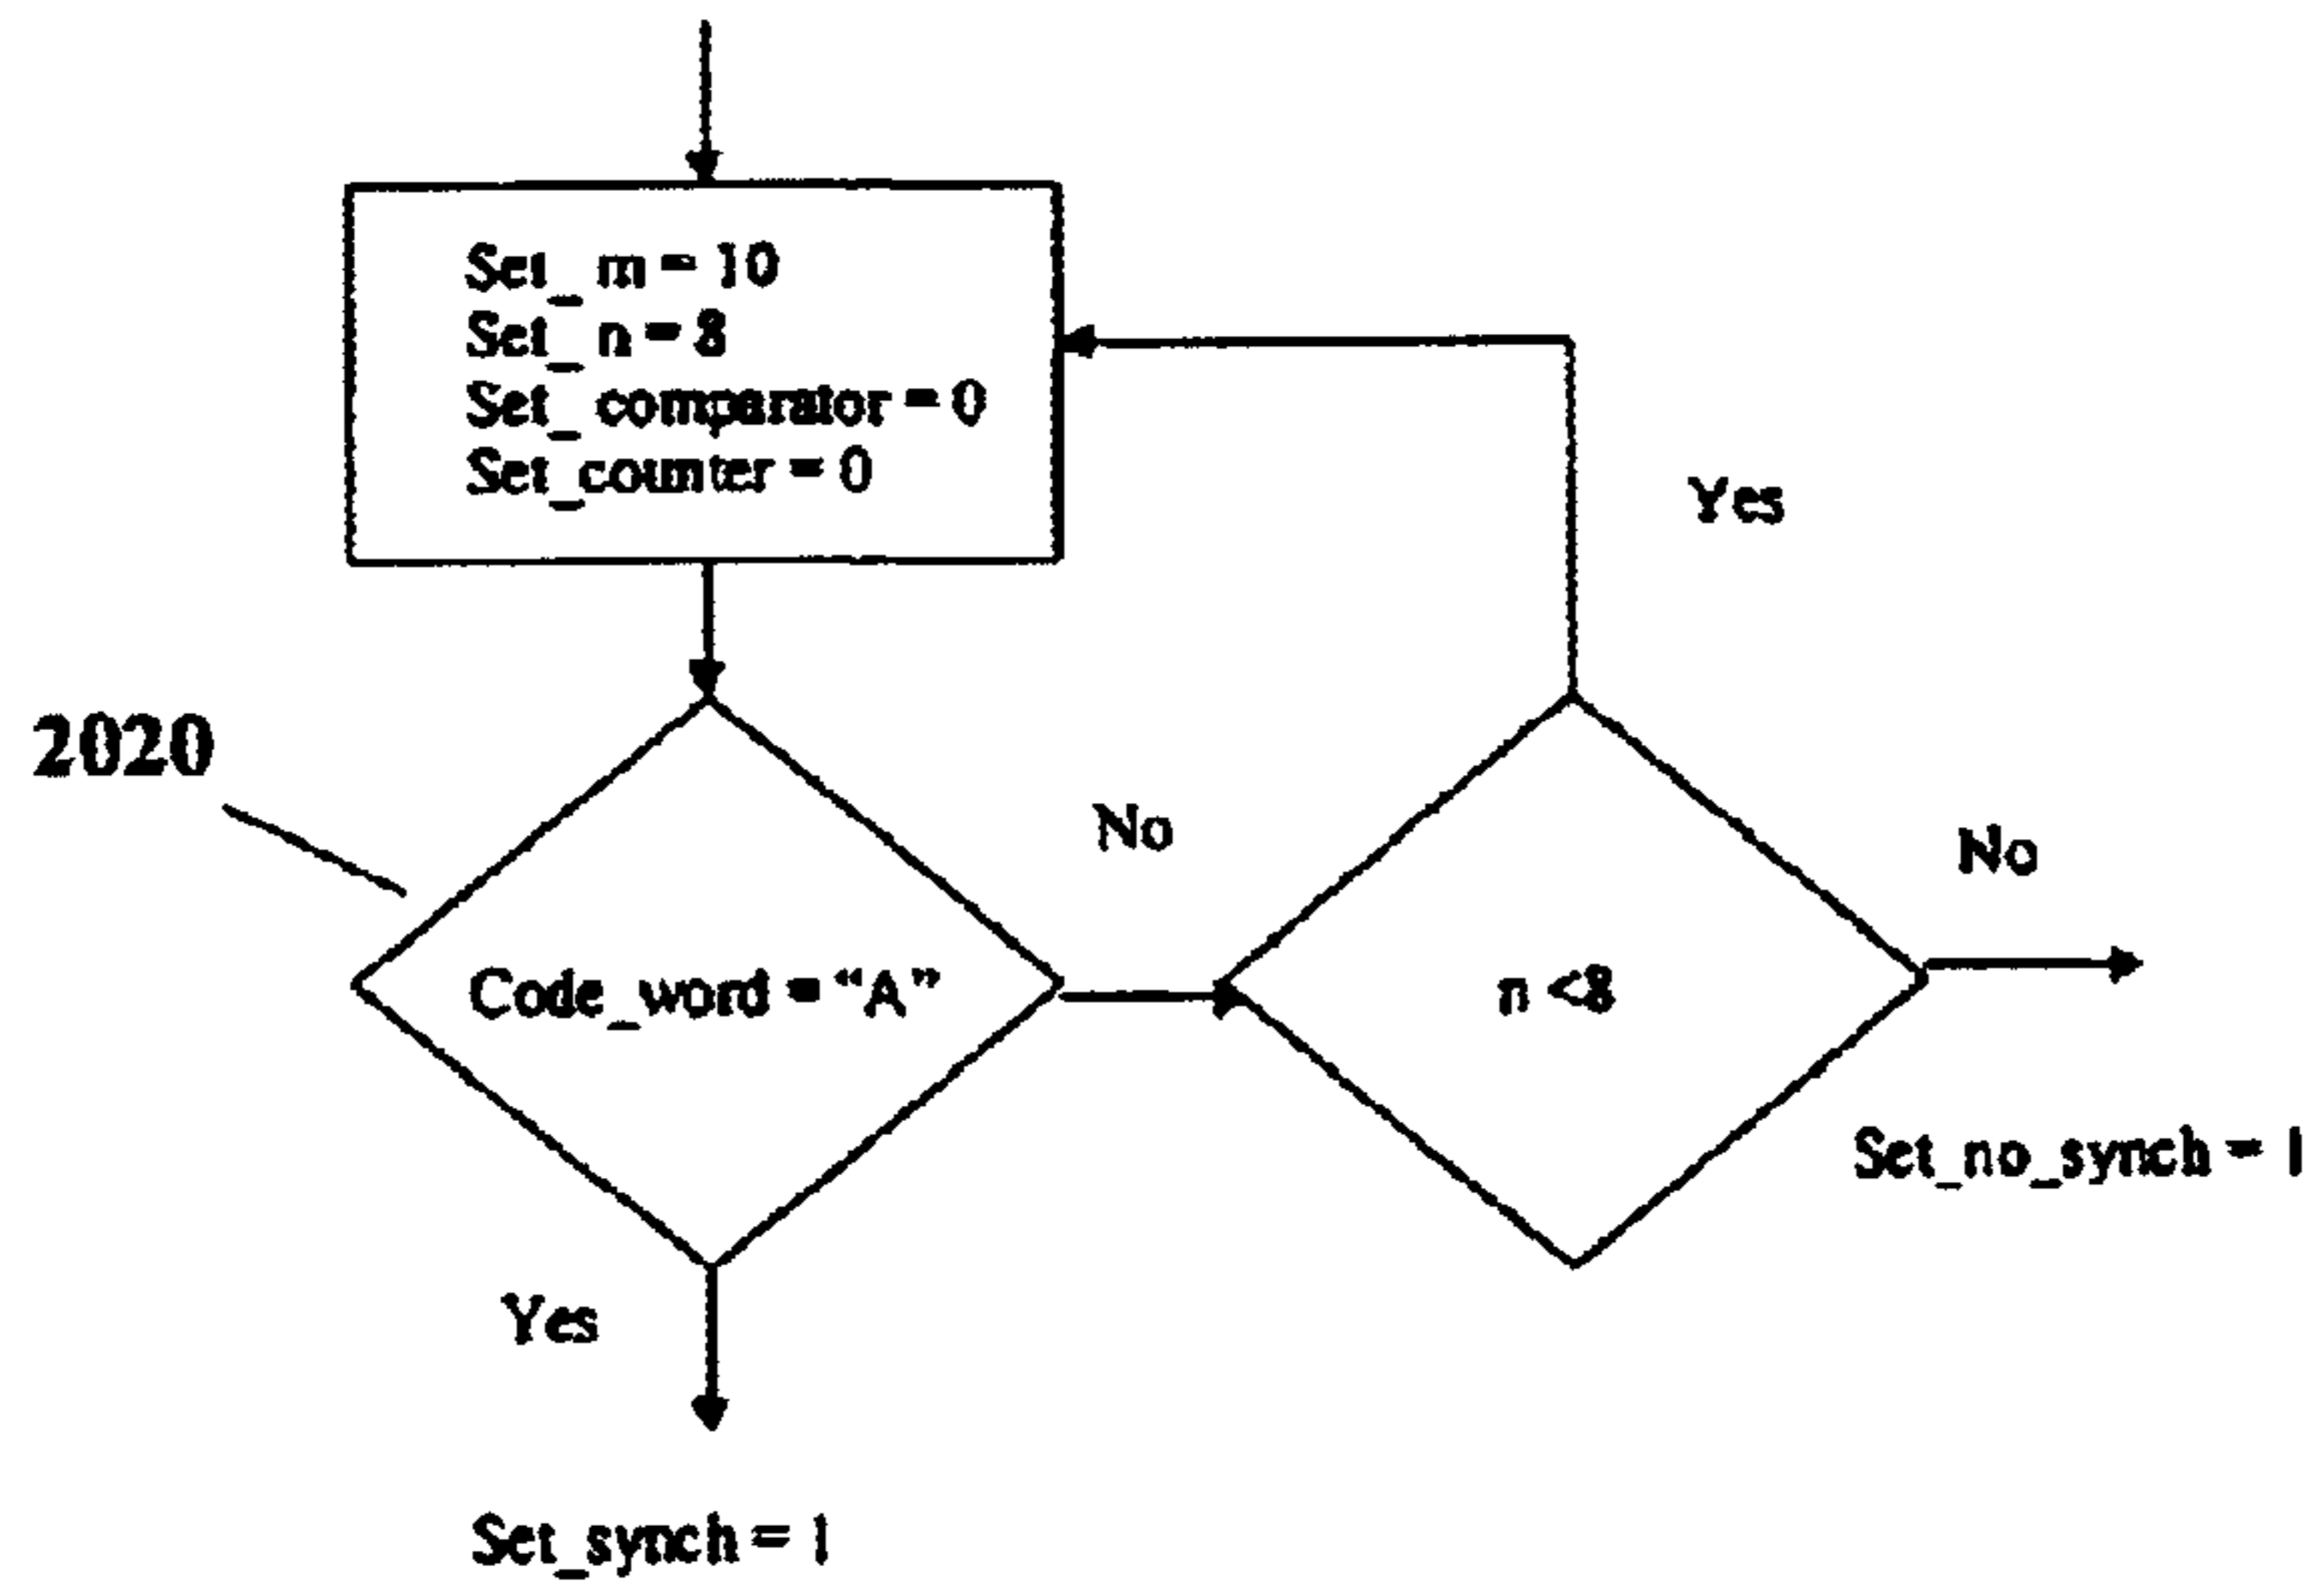 Set_ m = 10
Set_ n = 8
Set_ comparator = 0
Set_counter = 0
Yes
2020
No
No
Code_word = “A”
n <8
Set_no_synch = 1
Yes
Set_synch = 1